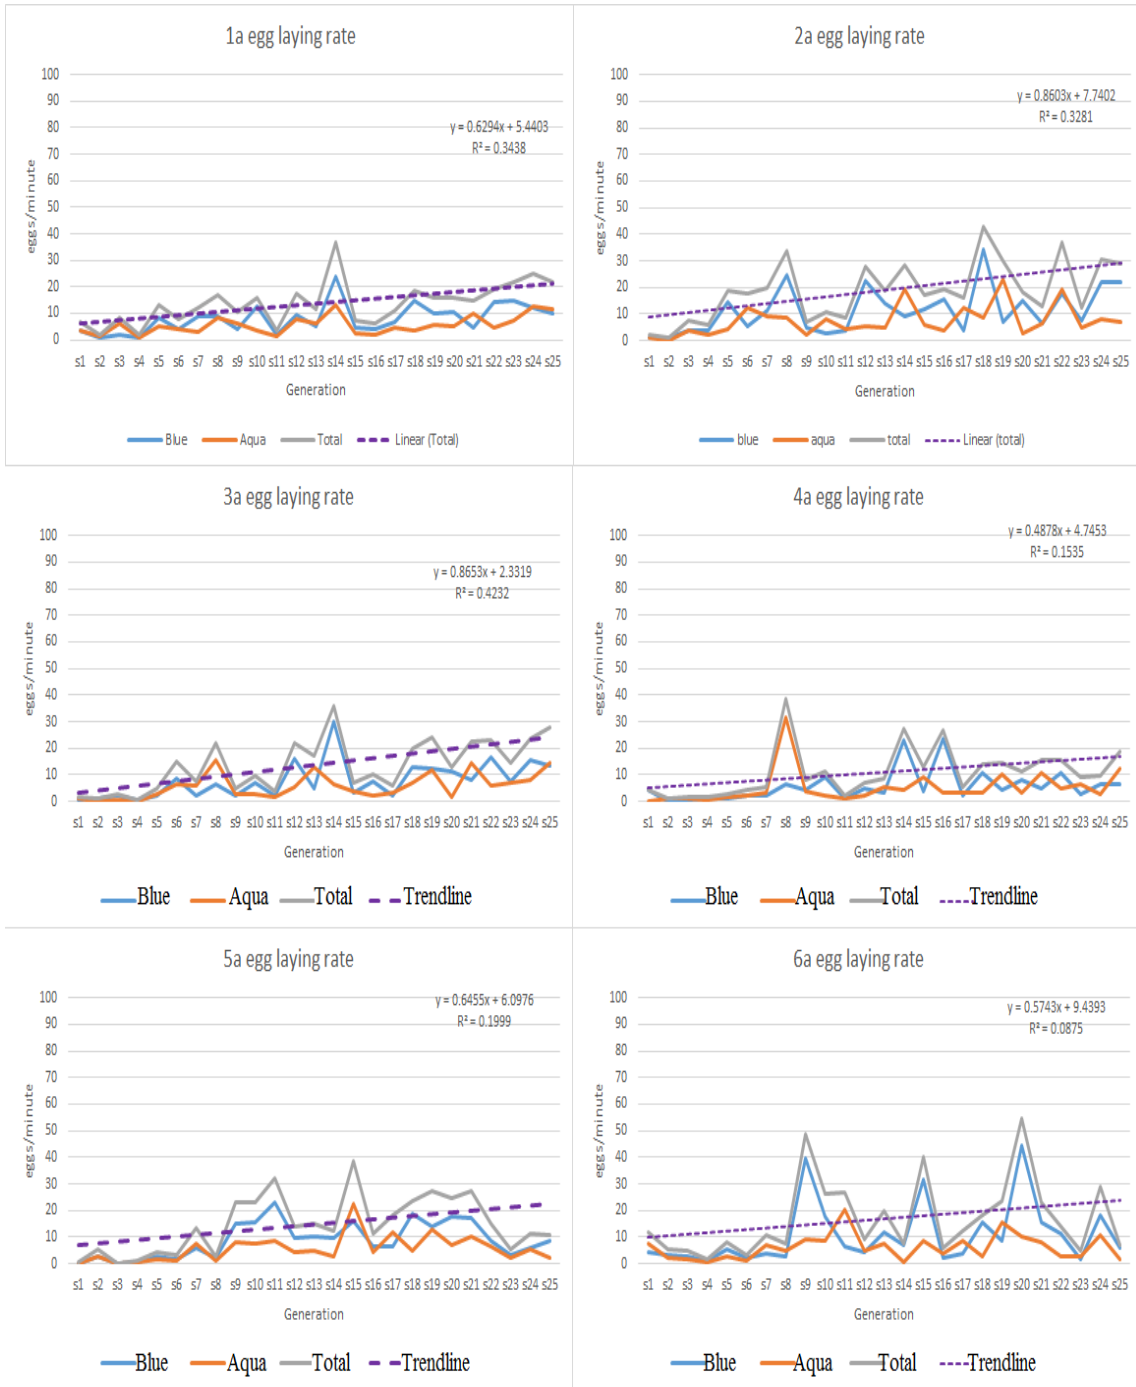 1a egg laying rate
100
90
80
70
60
50
40
30
20
10
0
eggs/minute
y = 0.6294x + 5.4403
R² = 0.3438
s1 s2 s3 s4 s5 s6 s7 s8 s9 s10 s11 s12 s13 s14 s15 s16 s17 s18 s19 s20 s21 s22 s23 s24 s25
Generation
Blue Aqua Total Linear (Total)
2a egg laying rate
100
90
80
70
60
50
40
30
20
10
0
eggs/minute
y = 0.8603x + 7.7402
R² = 0.3281
s1 s2 s3 s4 s5 s6 s7 s8 s9 s10 s11 s12 s13 s14 s15 s16 s17 s18 s19 s20 s21 s22 s23 s24 s25
Generation
blue aqua total Linear (total)
3a egg laying rate
100
90
80
70
60
50
40
30
20
10
0
eggs/minute
y = 0.8653x + 2.3319
R² = 0.4232
s1 s2 s3 s4 s5 s6 s7 s8 s9 s10 s11 s12 s13 s14 s15 s16 s17 s18 s19 s20 s21 s22 s23 s24 s25
Generation
Blue Aqua Total Trendline
4a egg laying rate
100
90
80
70
60
50
40
30
20
10
0
eggs/minute
y = 0.4878x + 4.7453
R² = 0.1535
s1 s2 s3 s4 s5 s6 s7 s8 s9 s10 s11 s12 s13 s14 s15 s16 s17 s18 s19 s20 s21 s22 s23 s24 s25
Generation
Blue Aqua Total Trendline
5a egg laying rate
100
90
80
70
60
50
40
30
20
10
0
eggs/minute
y = 0.6455x + 6.0976
R² = 0.1999
s1 s2 s3 s4 s5 s6 s7 s8 s9 s10 s11 s12 s13 s14 s15 s16 s17 s18 s19 s20 s21 s22 s23 s24 s25
Generation
Blue Aqua Total Trendline
6a egg laying rate
100
90
80
70
60
50
40
30
20
10
0
eggs/minute
y = 0.5743x + 9.4393
R² = 0.0875
s1 s2 s3 s4 s5 s6 s7 s8 s9 s10 s11 s12 s13 s14 s15 s16 s17 s18 s19 s20 s21 s22 s23 s24 s25
Generation
Blue Aqua Total Trendline